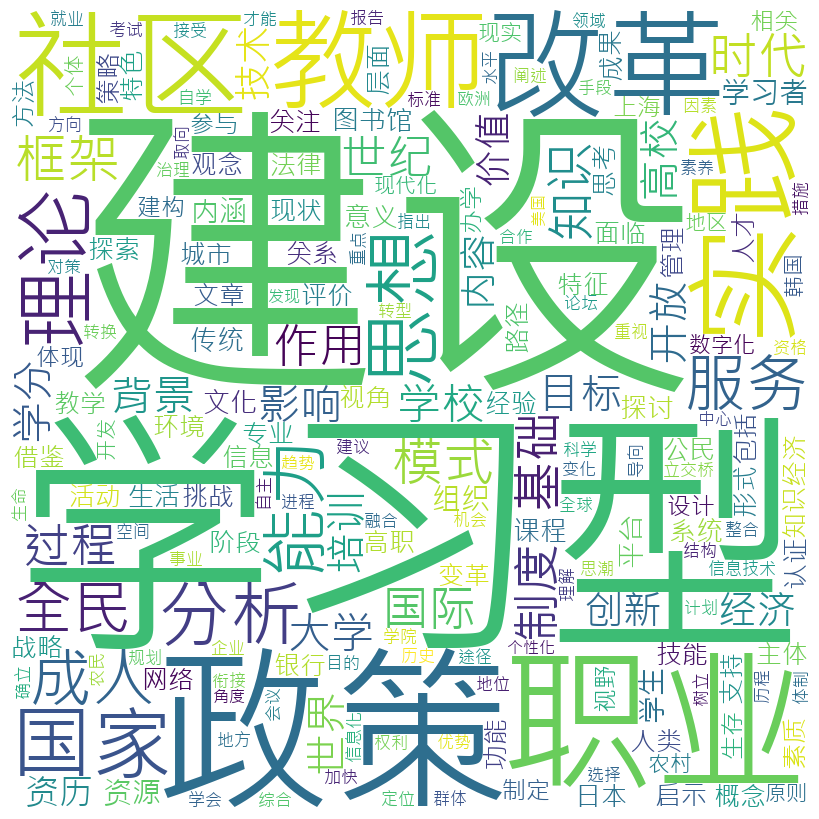 就业
考试
接受
才能
报告
领域
相关
社区
教师
改革
时代
个体
策略
特色
技术
层面
现实
水平
阐述
成果
手段
方法
自学
标准
欧洲
上海
因素
学习者
方向
取向
参与
关注
图书馆
价值
框架
治理
观念
法律
世纪
知识
思考
高校
素养
措施
建设
实践
理论
建构
内涵
现状
现代化
意义
指出
办学
合作
美国
地区
人才
探索
城市
关系
重点
思想
内容
面临
管理
对策
文章
发现
评价
特征
论坛
开放
韩国
转换
传统
作用
转型
路径
重视
数字化
资格
体现
学分
背景
文化
影响
视角
学校
经验
目标
探讨
中心
服务
教学
开发
环境
专业
建议
模式
基础
科学
变化
导向
公民
立交桥
形式
包括
借鉴
信息
能力
趋势
生命
活动
生活
挑战
自主
进程
组织
机会
全球
设计
整合
知识经济
学习型
过程
空间
阶段
培训
融合
高职
课程
平台
系统
结构
认证
事业
变革
理解
制度
思潮
信息技术
全民
分析
国际
创新
计划
经济
战略
大学
学院
个性化
社
技能
主体
成人
农民
规划
网络
企业
衔接
角度
银行
目的
历史
途径
地位
职业
视野
学生
树立
历程
体制
确立
国家
政策
会议
世界
信息化
权利
优势
功能
人类
生存
支持
素质
地方
加快
农村
资历
资源
学会
综合
定位
群体
制定
选择
日本
启示
概念
原则